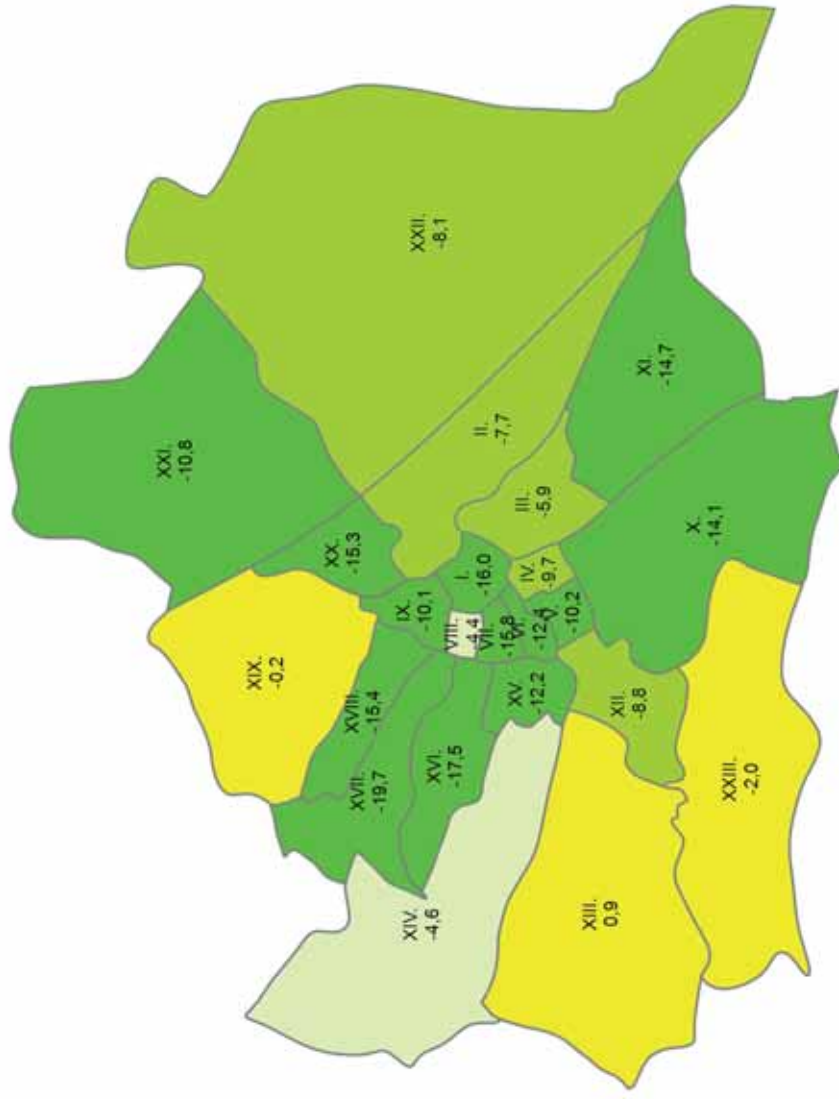 XXI.
-10,8
XXII.
-8,1
XX.
-15,3
XIX.
-0,2
II.
-7,7
XI.
-14,7
III.
-5,9
I.
-16,0
IX.
-10,1
IV.
-9,7
X.
-14,1
VIII.
-4,4
VII.
-15,8
VI.
V.
-10,2
XVIII.
-15,4
XV.
-12,2
XII.
-8,8
XVI.
-17,5
XVII.
-19,7
XXIII.
-2,0
XIV.
-4,6
XIII.
0,9